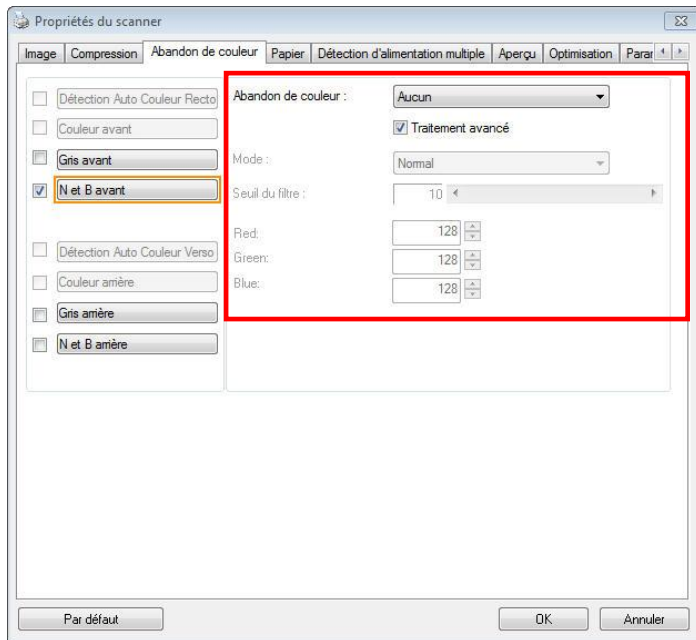 Propriétés du scanner
Image Compression Abandon de couleur Papier Détection d'alimentation multiple Aperçu Optimisation Parar
Détection Auto Couleur Recto
Couleur avant
Gris avant
N et B avant
Détection Auto Couleur Verso
Couleur arrière
Gris arrière
N et B arrière
Abandon de couleur : Aucun
Traitement avancé
Mode : Normal
Seuil du filtre : 10
Red: 128
Green: 128
Blue: 128
Par défaut OK Annuler